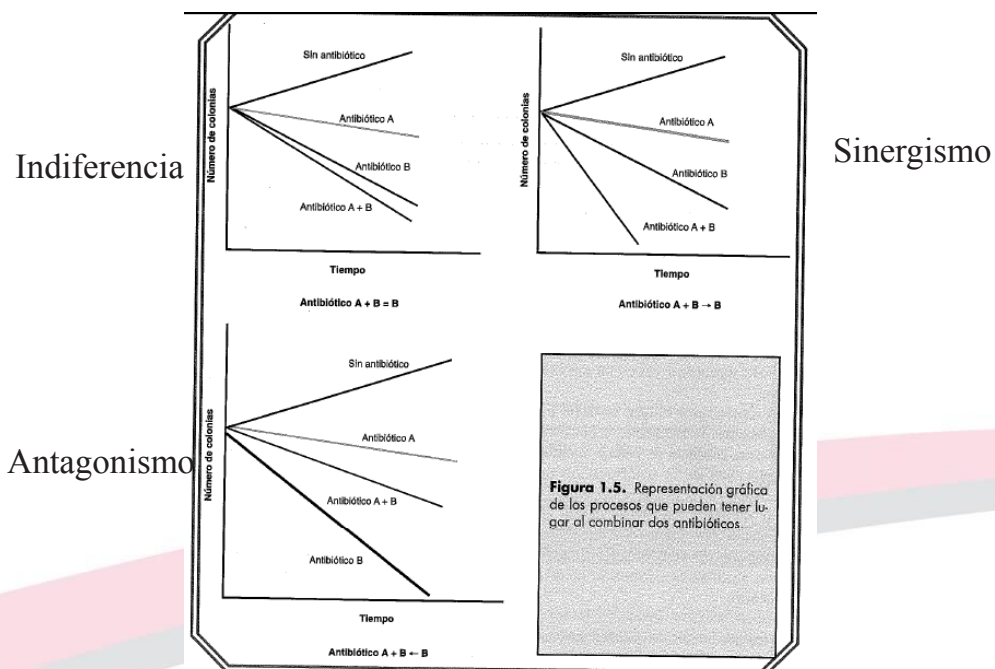 Indiferencia
Número de colonias
Sin antibiótico
Antibiótico A
Antibiótico B
Antibiótico A + B
Tiempo
Antibiótico A + B = B
Sinergismo
Número de colonias
Sin antibiótico
Antibiótico A
Antibiótico B
Antibiótico A + B
Tiempo
Antibiótico A + B → B
Antagonismo
Número de colonias
Sin antibiótico
Antibiótico A
Antibiótico A + B
Antibiótico B
Tiempo
Antibiótico A + B ← B
Figura 1.5. Representación gráfica
de los procesos que pueden tener lu-
gar al combinar dos antibióticos.